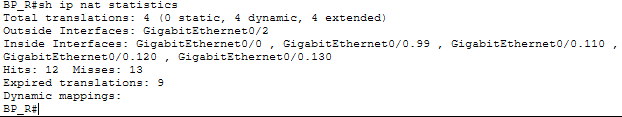 BP_R#sh ip nat statistics
Total translations: 4 (0 static, 4 dynamic, 4 extended)
Outside Interfaces: GigabitEthernet0/2
Inside Interfaces: GigabitEthernet0/0 , GigabitEthernet0/0.99 , GigabitEthernet0/0.110 ,
GigabitEthernet0/0.120 , GigabitEthernet0/0.130
Hits: 12  Misses: 13
Expired translations: 9
Dynamic mappings:
BP_R#